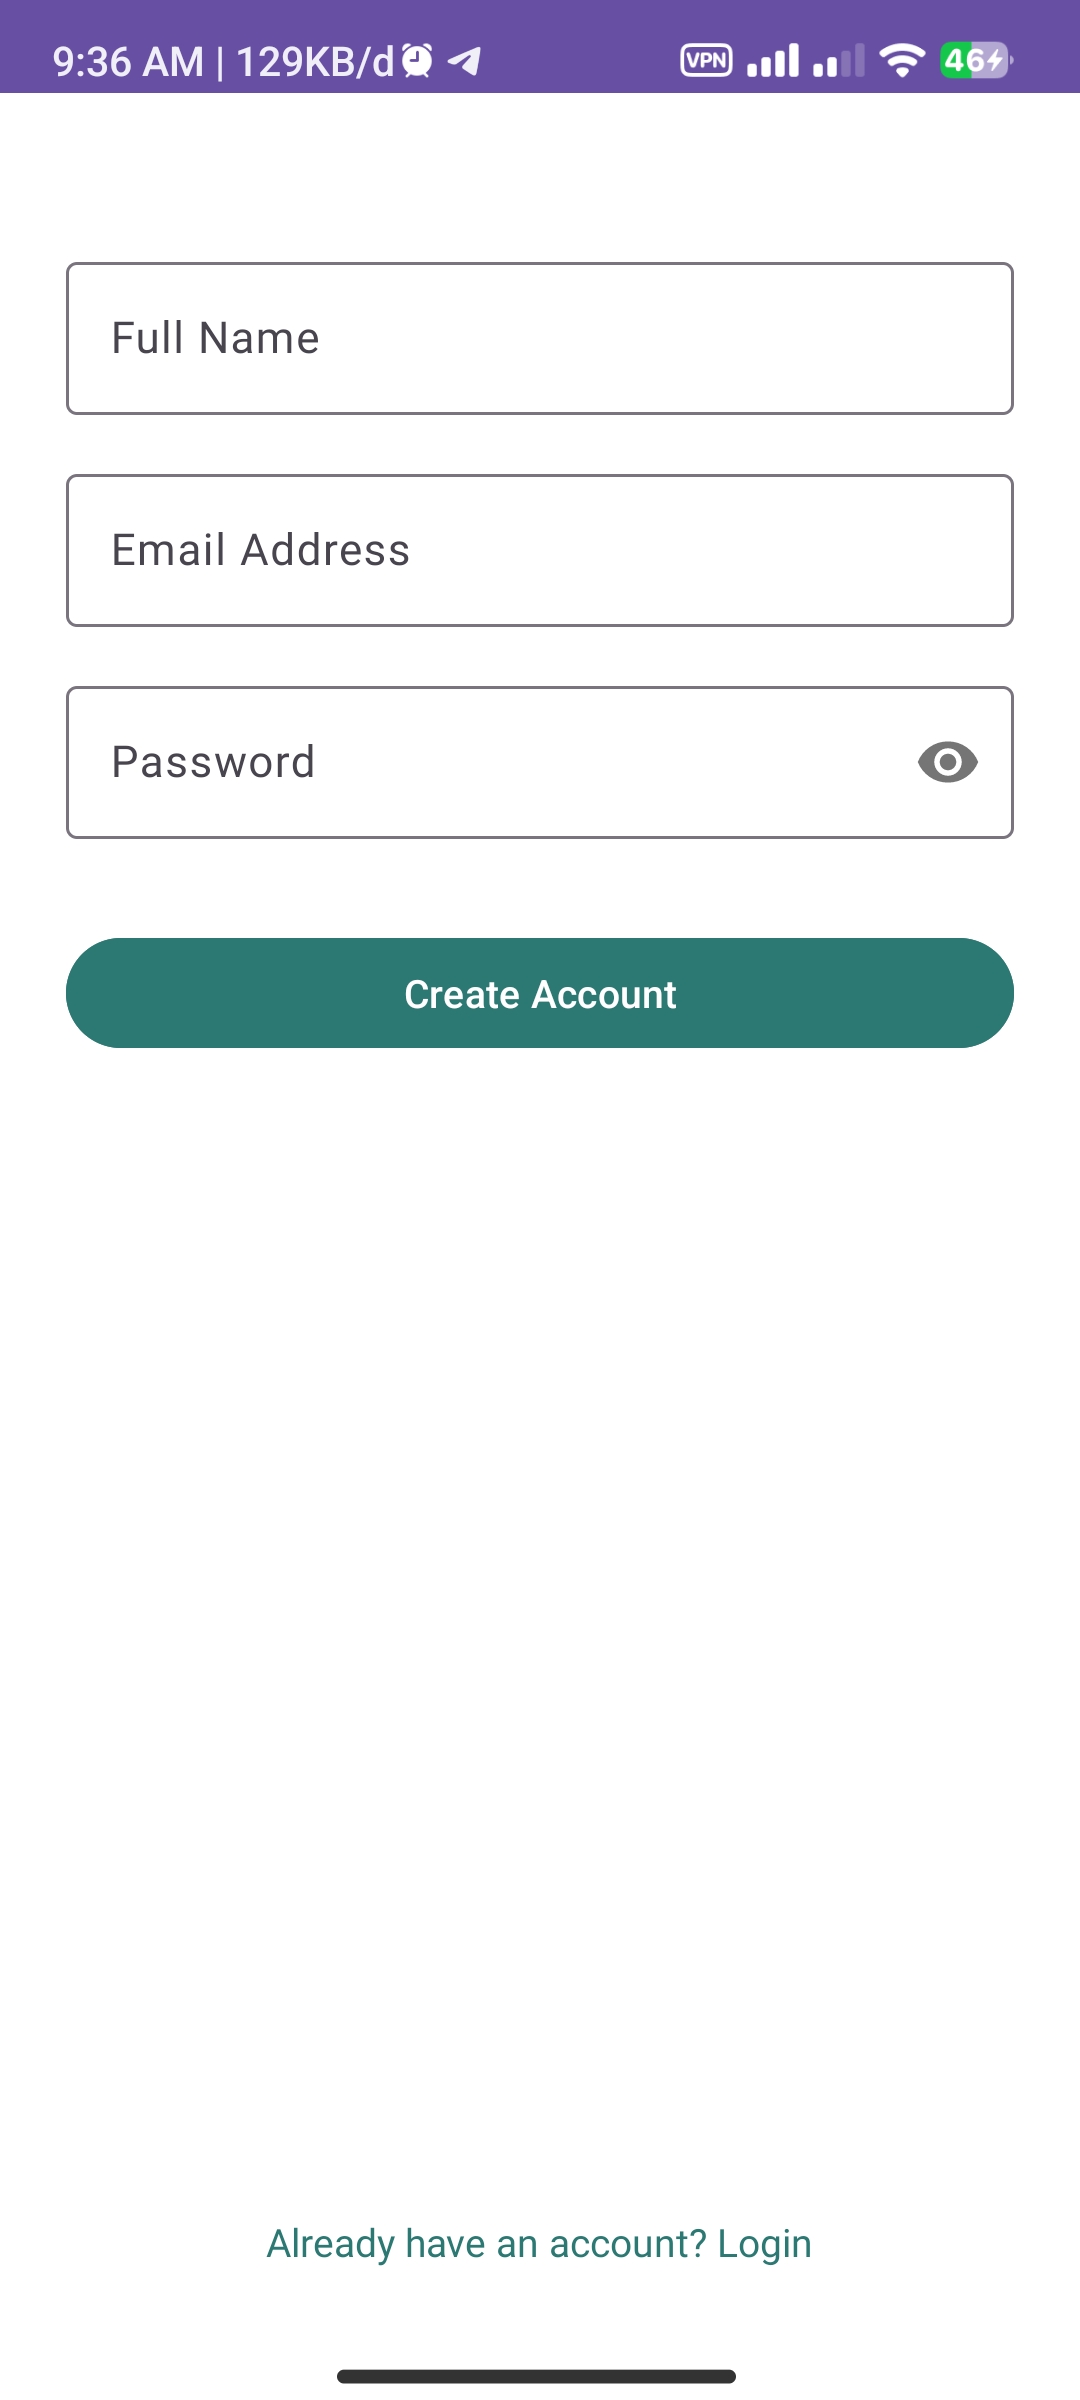 9:36 AM | 129KB/d VPN 46
Full Name
Email Address
Password
Create Account
Already have an account? Login